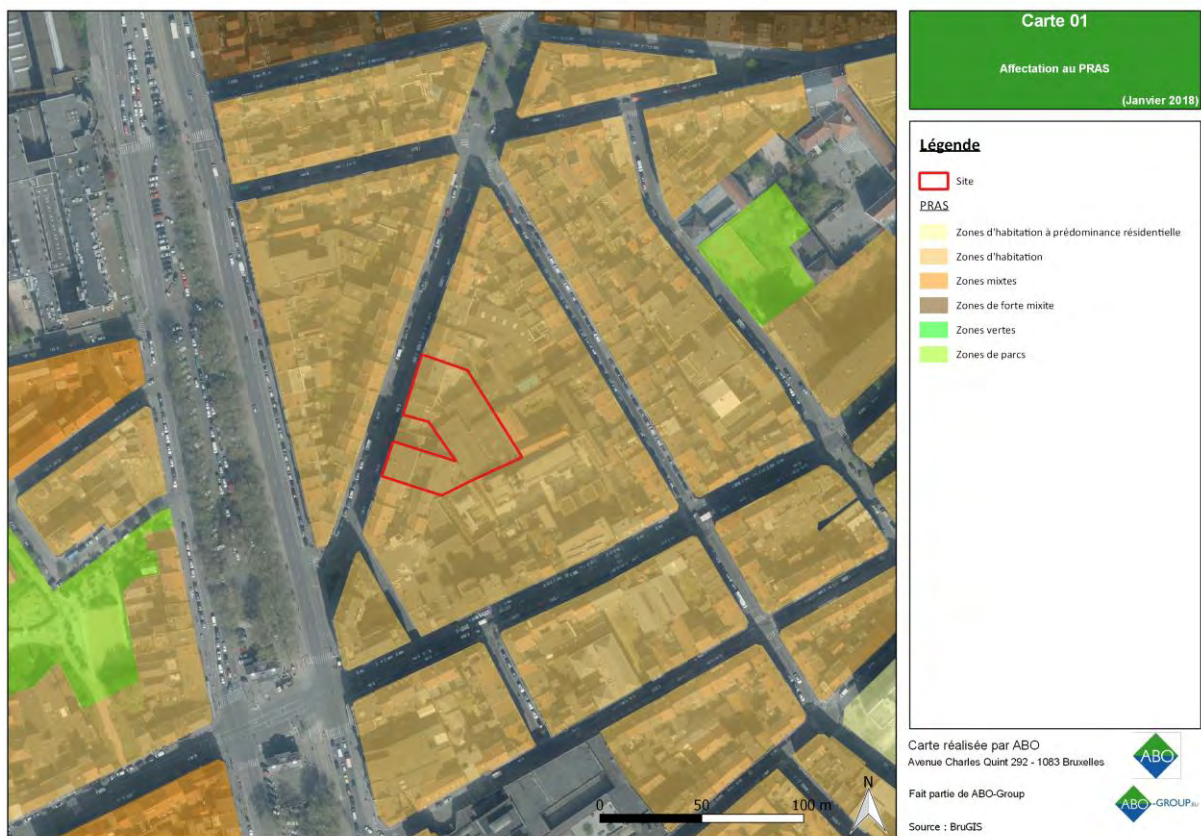 Carte 01
Affectation au PRAS
(Janvier 2018)
Légende
Site
PRAS
Zones d'habitation à prédominance résidentielle
Zones d'habitation
Zones mixtes
Zones de forte mixite
Zones vertes
Zones de parcs
N
0 50 100 m
Carte réalisée par ABO
Avenue Charles Quint 292 - 1083 Bruxelles
ABO
Fait partie de ABO-Group
ABO-GROUP.EU
Source : BruGIS